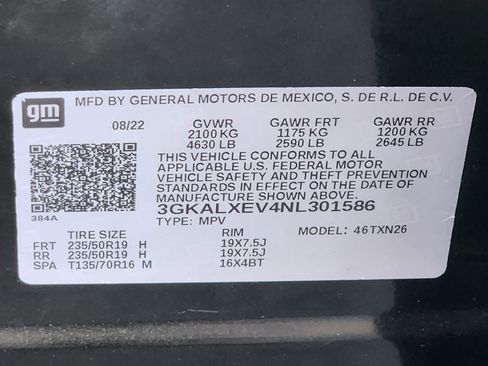 gm
MFD BY GENERAL MOTORS DE MEXICO, S. DE R.L. DE C.V.
08/22 GVWR GAWR FRT GAWR RR
2100 KG 1175 KG 1200 KG
4630 LB 2590 LB 2645 LB
THIS VEHICLE CONFORMS TO ALL
APPLICABLE U.S. FEDERAL MOTOR
VEHICLE SAFETY AND THEFT PREVENTION
STANDARDS IN EFFECT ON THE DATE OF
MANUFACTURE SHOWN ABOVE.
3GKALXEV4NL301586
384A TYPE: MPV
TIRE SIZE RIM MODEL: 46TXN26
FRT 235/50R19 H 19X7.5J
RR 235/50R19 H 19X7.5J
SPA T135/70R16 M 16X4BT